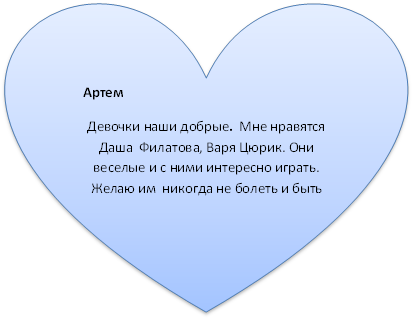 Артем
Девочки наши добрые. Мне нравятся
Даша Филатова, Варя Цюрик. Они
веселые и с ними интересно играть.
Желаю им никогда не болеть и быть